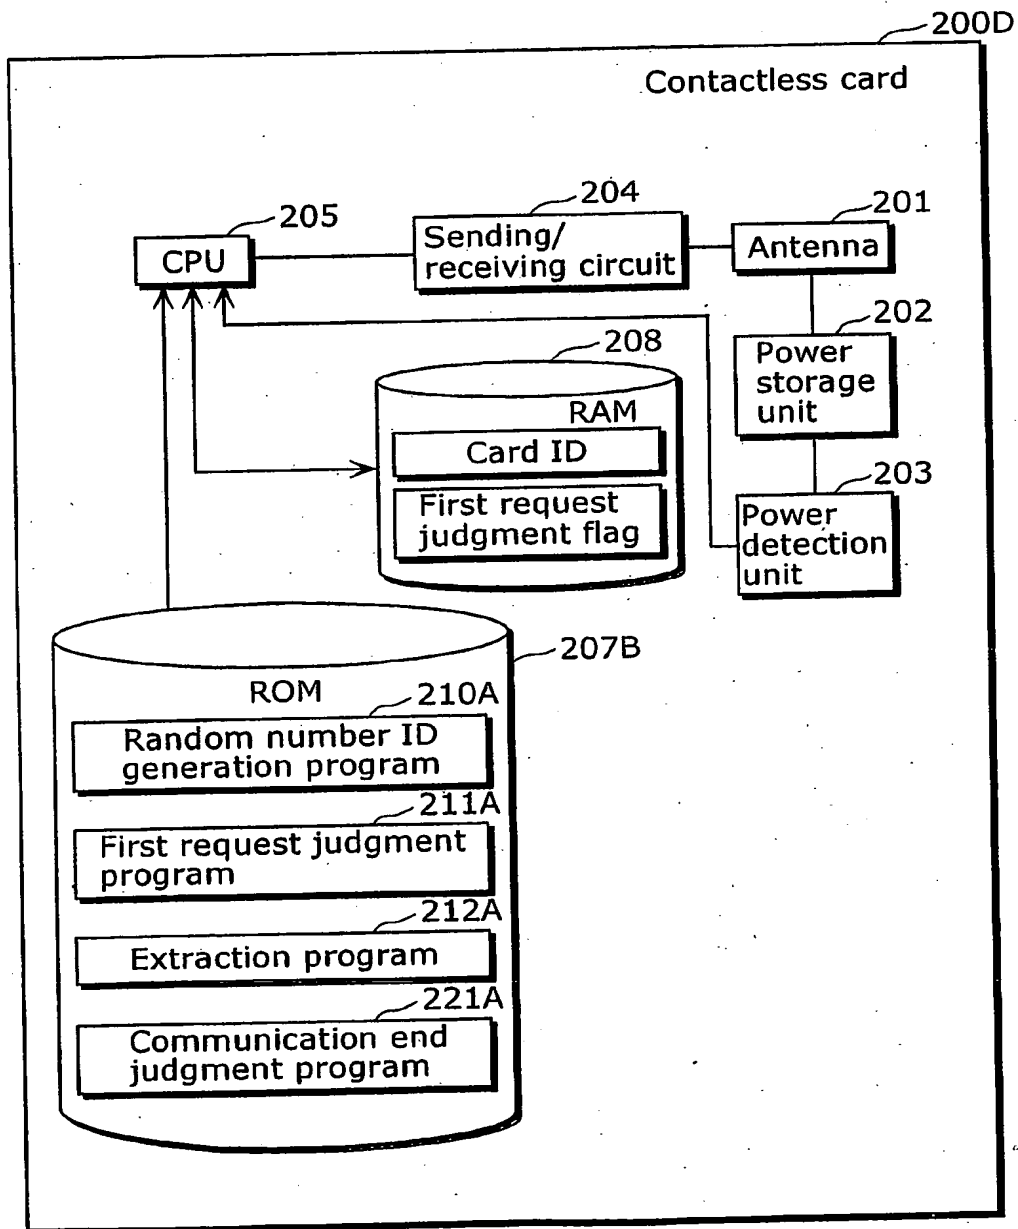 200D
Contactless card
205
204
201
CPU
Sending/
receiving circuit
Antenna
202
208
Power
storage
unit
RAM
Card ID
203
First request
judgment flag
Power
detection
unit
207B
ROM
210A
Random number ID
generation program
211A
First request judgment
program
212A
Extraction program
221A
Communication end
judgment program